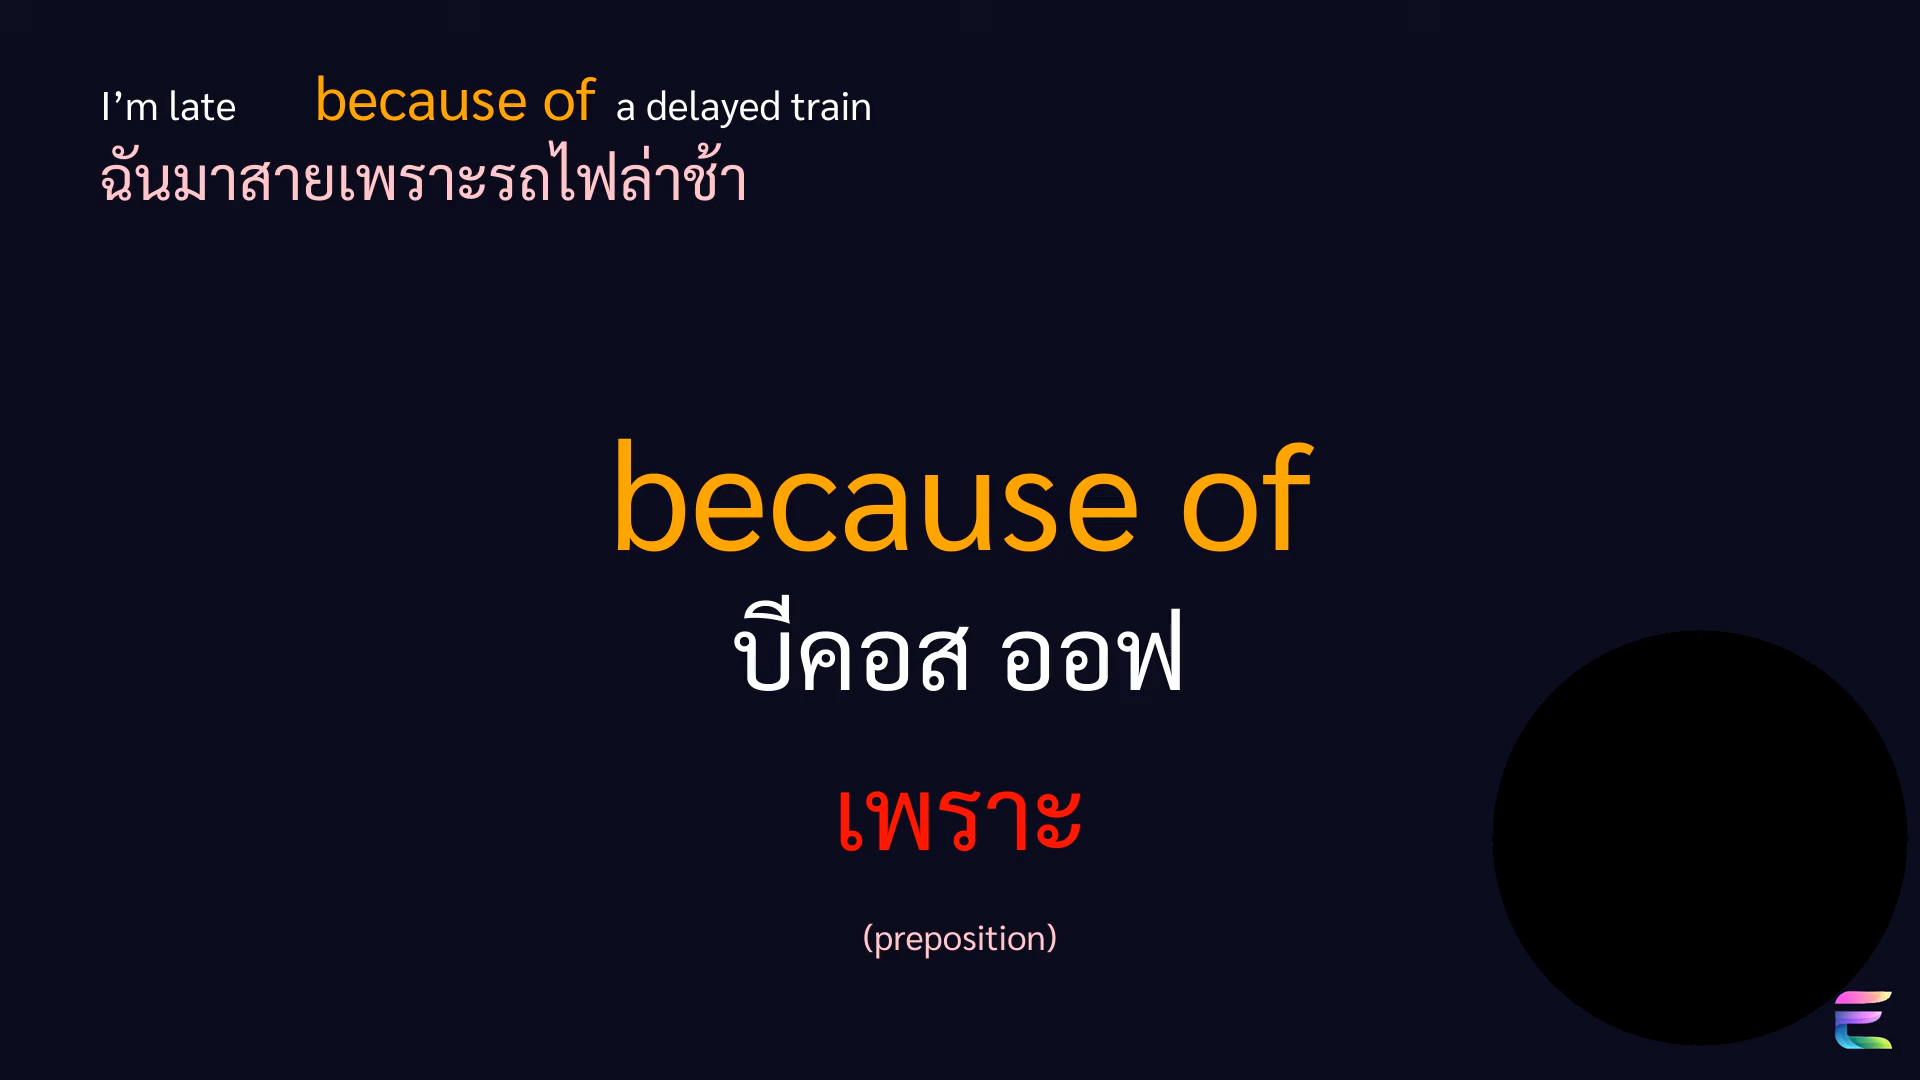 I’m late because of a delayed train
ฉันมาสายเพราะรถไฟล่าช้า
because of
บีคอส ออฟ
เพราะ
(preposition)